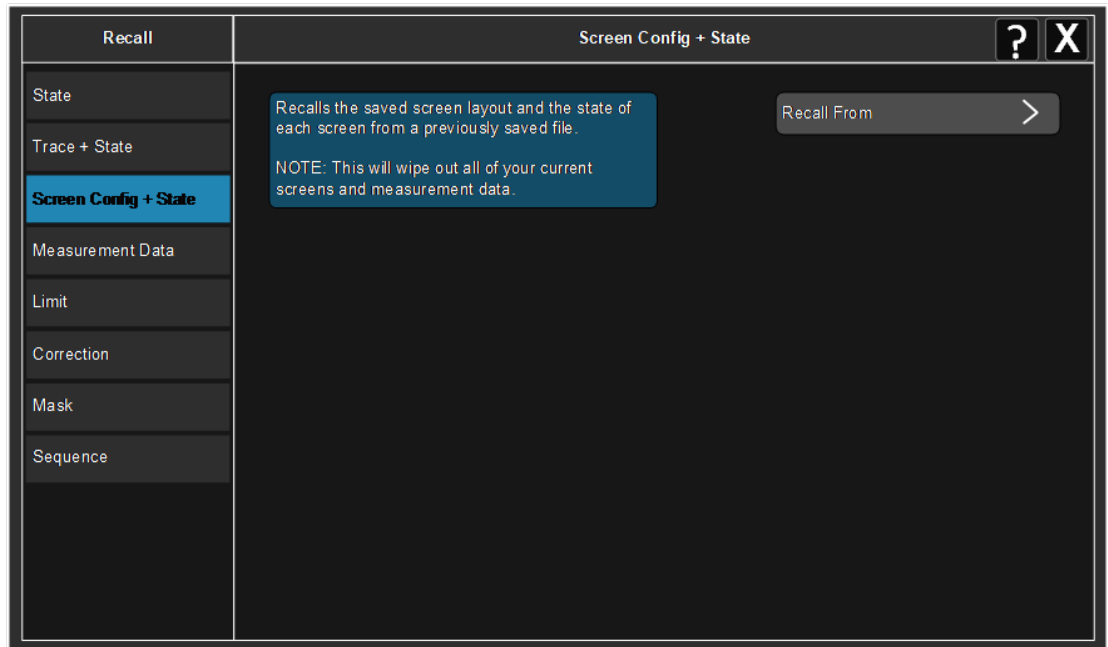 Recall
Screen Config + State
? X
State
Trace + State
Screen Config + State
Measurement Data
Limit
Correction
Mask
Sequence
Recalls the saved screen layout and the state of
each screen from a previously saved file.
NOTE: This will wipe out all of your current
screens and measurement data.
Recall From